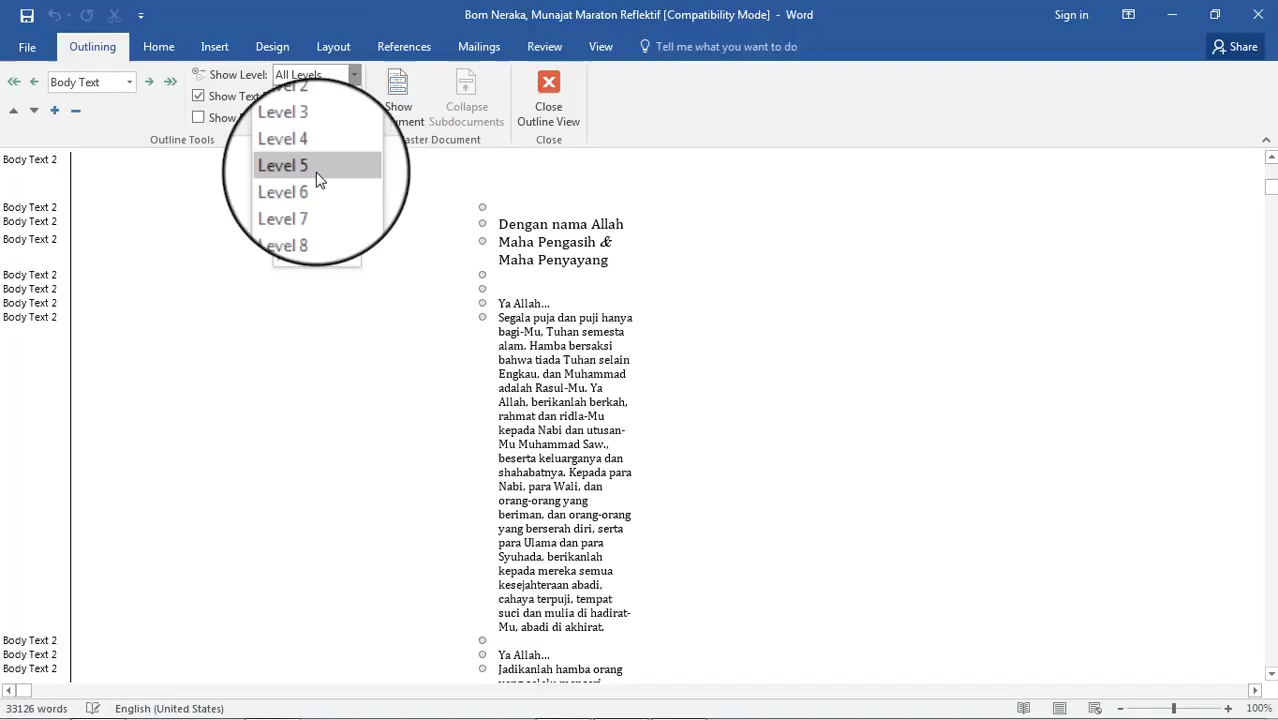 Bom Neraka, Munajat Maraton Reflektif [Compatibility Mode] - Word
Sign in
File
Outlining
Home
Insert
Design
Layout
References
Mailings
Review
View
Tell me what you want to do
Share
Body Text
Show Level:
All Levels
Show Text
Show
Outline Tools
Level 3
Level 4
Level 5
Level 6
Level 7
Level 8
Show
Collapse
Subdocuments
Close
Outline View
Close
Body Text 2
Body Text 2
Body Text 2
Dengan nama Allah
Body Text 2
Maha Pengasih &
Maha Penyayang
Body Text 2
Body Text 2
Body Text 2
Ya Allah...
Body Text 2
Segala puja dan puji hanya
bagi-Mu, Tuhan semesta
alam. Hamba bersaksi
bahwa tiada Tuhan selain
Engkau, dan Muhammad
adalah Rasul-Mu. Ya
Allah, berikanlah berkah,
rahmat dan ridla-Mu
kepada Nabi dan utusan-
Mu Muhammad Saw.,
beserta keluarganya dan
shahabatnya. Kepada para
Nabi, para Wali, dan
orang-orang yang
beriman, dan orang-orang
yang berserah diri, serta
para Ulama dan para
Syuhada, berikanlah
kepada mereka semua
kesejahteraan abadi,
cahaya terpuji, tempat
suci dan mulia di hadirat-
Mu, abadi di akhirat.
Body Text 2
Body Text 2
Ya Allah...
Body Text 2
Jadikanlah hamba orang
33126 words
English (United States)
100%